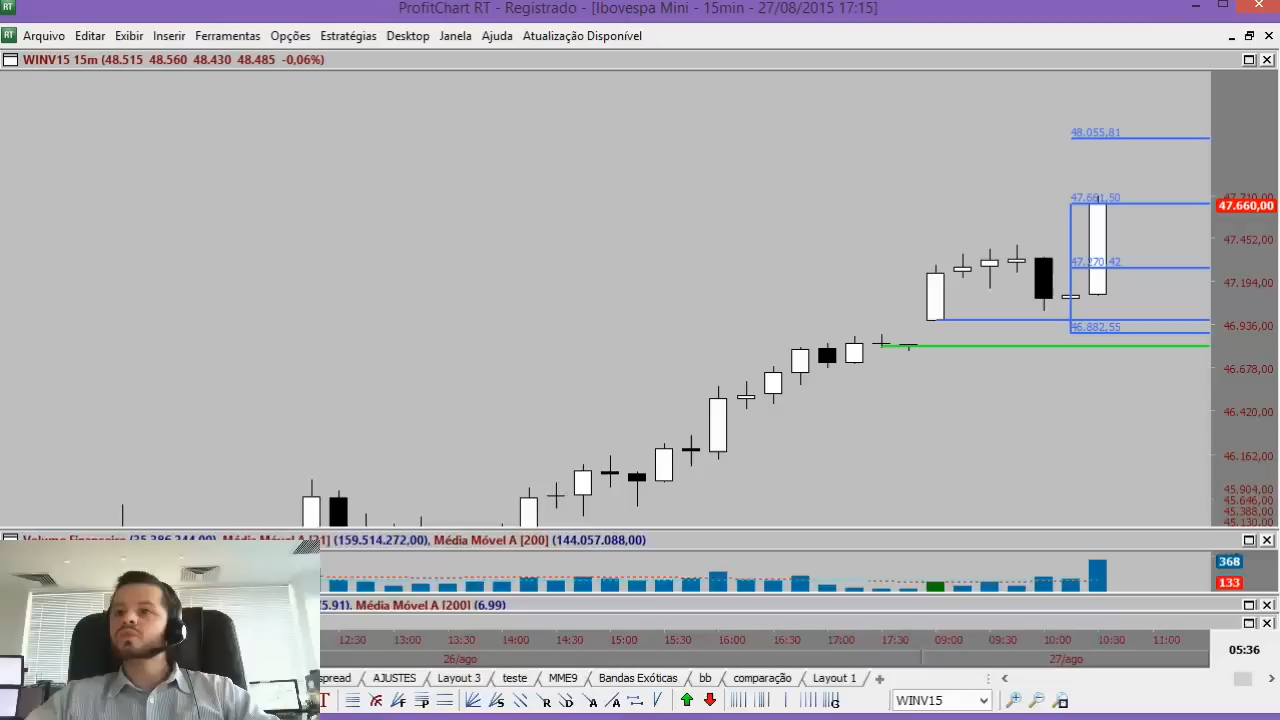 ProfitChart RT - Registrado - [Ibovespa Mini - 15min - 27/08/2015 17:15]
RT Arquivo Editar Exibir Inserir Ferramentas Opções Estratégias Desktop Janela Ajuda Atualização Disponível
WINV15 15m (48.515 48.560 48.430 48.485 -0,06%)
48.055,81
47.661,50
47.660,00
47.452,00
47.270,42
47.194,00
46.936,00
46.882,55
46.678,00
46.420,00
46.162,00
45.904,00
45.646,00
45.388,00
45.130,00
Média Móvel A [21] (159.514.272,00), Média Móvel A [200] (144.057.088,00)
368
133
5.91), Média Móvel A [200] (6.99)
12:30 13:00 13:30 14:00 14:30 15:00 15:30 16:00 16:30 17:00 17:30 09:00 09:30 10:00 10:30 11:00
05:36
26/ago 27/ago
spread AJUSTES Layout teste MME9 Bandas Exóticas bb comparação Layout 1
WINV15